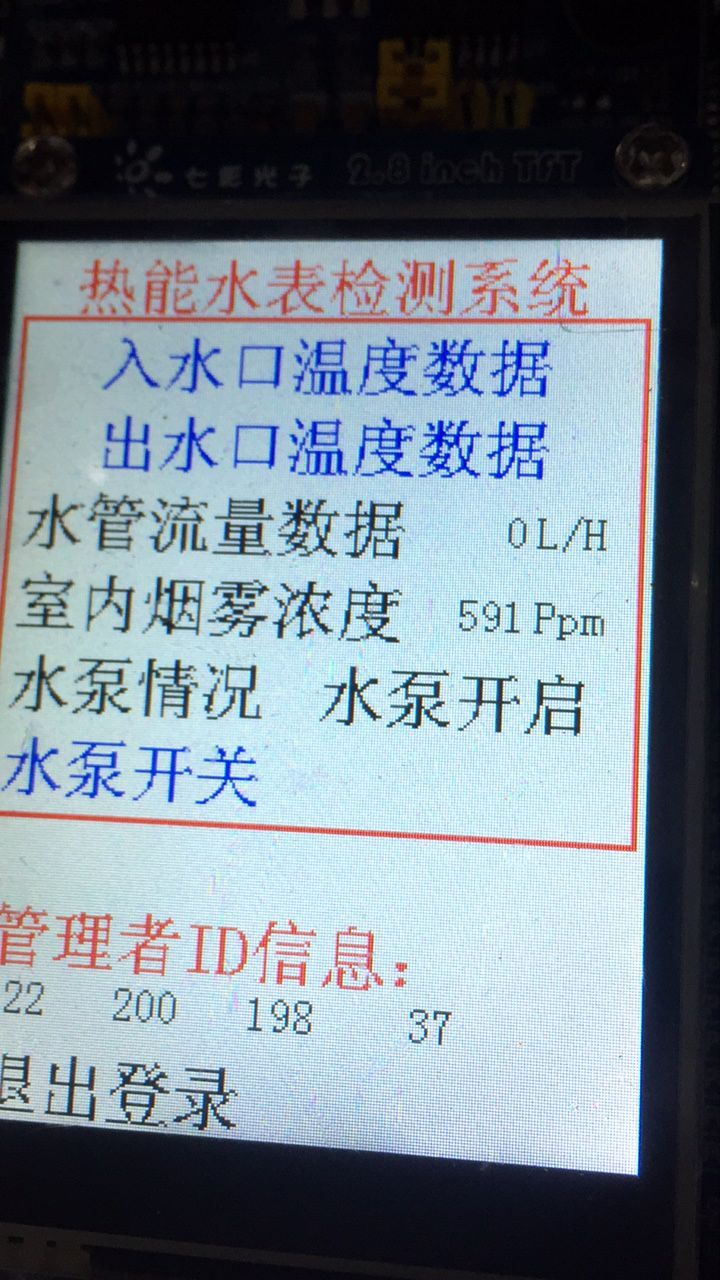 七彩光子 2.8 inch TFT
热能水表检测系统
入水口温度数据
出水口温度数据
水管流量数据 0L/H
室内烟雾浓度 591Ppm
水泵情况 水泵开启
水泵开关
管理者ID信息:
22 200 198 37
退出登录